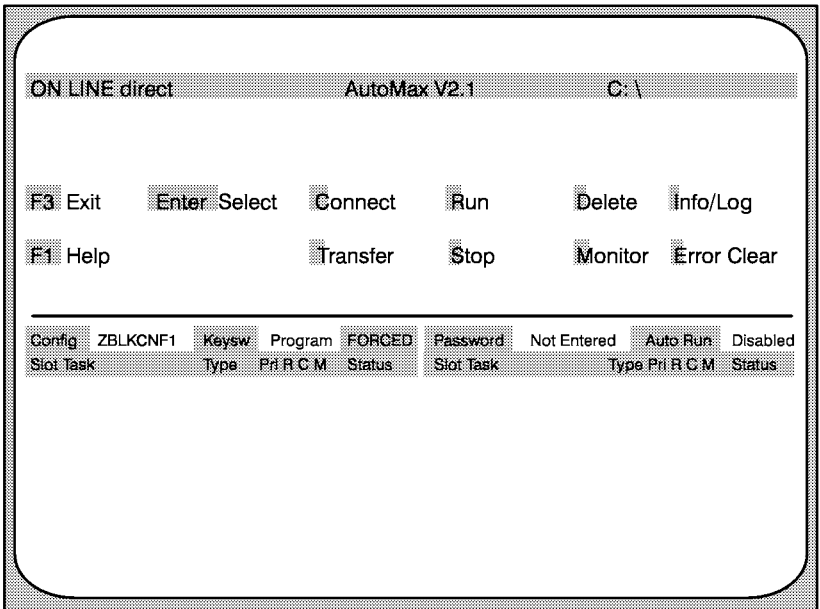 ON LINE direct AutoMax V2.1 C: \
F3 Exit Enter Select Connect Run Delete Info/Log
F1 Help Transfer Stop Monitor Error Clear
Config ZBLKCNF1 Keysw Program FORCED Password Not Entered Auto Run Disabled
Slot Task Type Pri R C M Status Slot Task Type Pri R C M Status